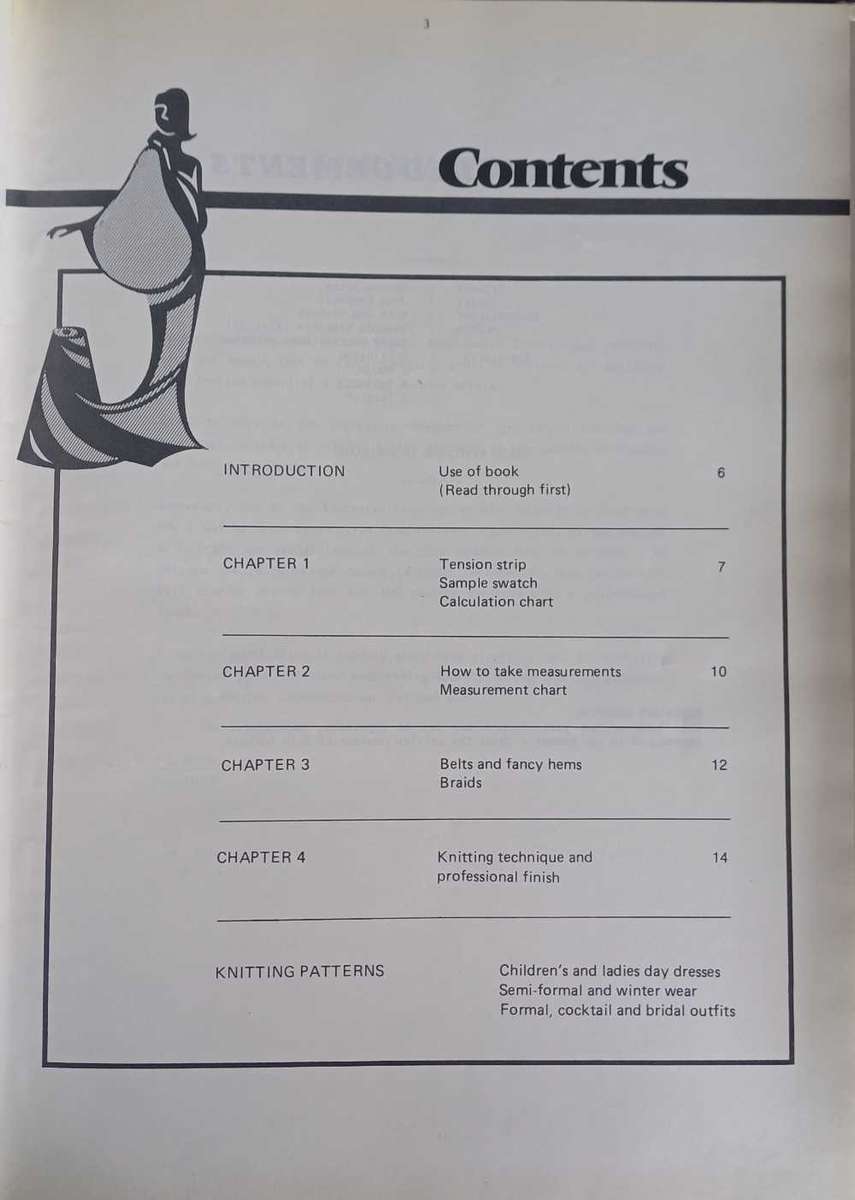 3
Contents
INTRODUCTION Use of book 6
(Read through first)
CHAPTER 1 Tension strip 7
Sample swatch
Calculation chart
CHAPTER 2 How to take measurements 10
Measurement chart
CHAPTER 3 Belts and fancy hems 12
Braids
CHAPTER 4 Knitting technique and 14
professional finish
KNITTING PATTERNS Children's and ladies day dresses
Semi-formal and winter wear
Formal, cocktail and bridal outfits